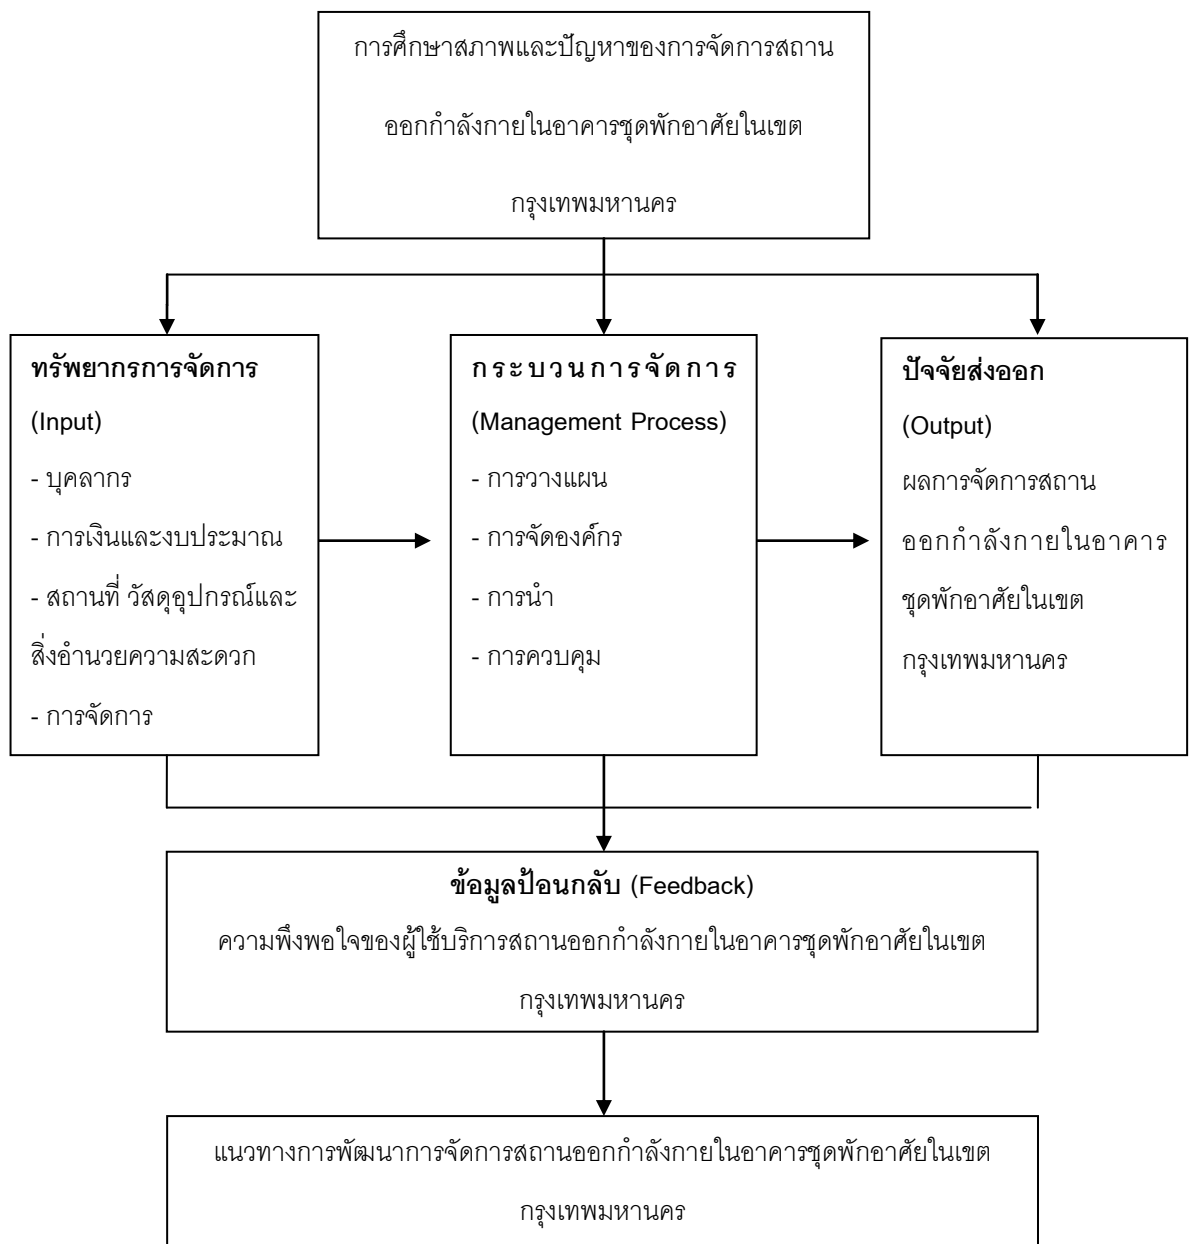 การศึกษาสภาพและปัญหาของการจัดการสถาน
ออกกำลังกายในอาคารชุดพักอาศัยในเขต
กรุงเทพมหานคร
ทรัพยากรการจัดการ
(Input)
- บุคลากร
- การเงินและงบประมาณ
- สถานที่ วัสดุอุปกรณ์และ
สิ่งอำนวยความสะดวก
- การจัดการ
กระบวนการจัดการ
(Management Process)
- การวางแผน
- การจัดองค์กร
- การนำ
- การควบคุม
ปัจจัยส่งออก
(Output)
ผลการจัดการสถาน
ออกกำลังกายในอาคาร
ชุดพักอาศัยในเขต
กรุงเทพมหานคร
ข้อมูลป้อนกลับ (Feedback)
ความพึงพอใจของผู้ใช้บริการสถานออกกำลังกายในอาคารชุดพักอาศัยในเขต
กรุงเทพมหานคร
แนวทางการพัฒนาการจัดการสถานออกกำลังกายในอาคารชุดพักอาศัยในเขต
กรุงเทพมหานคร